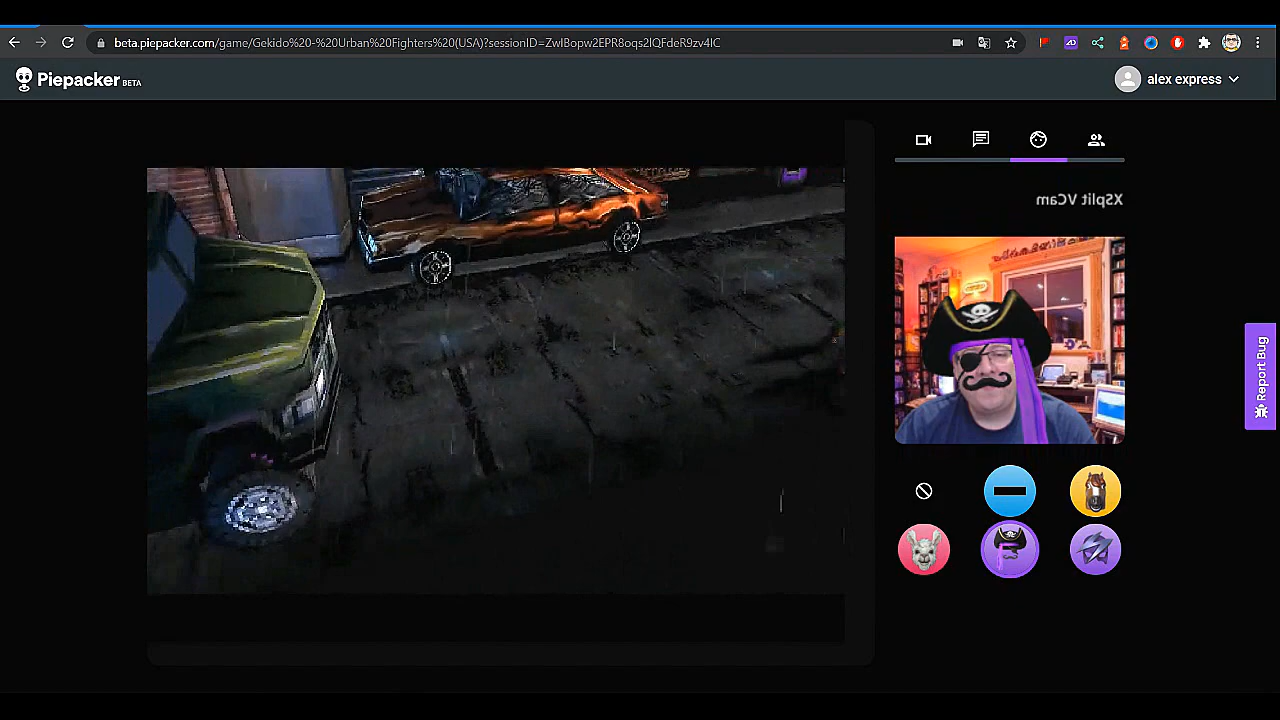 beta.piepacker.com/game/Gekido%20-%20Urban%20Fighters%20(USA)?sessionID=ZwIBopw2EPR8oqs2lQFdeR9zv4lC
Piepacker BETA
alex express
XSplit VCam
Report Bug